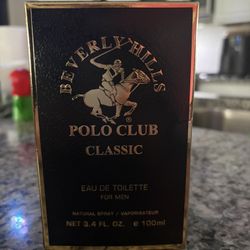 BEVERLY HILLS
®
POLO CLUB
CLASSIC
EAU DE TOILETTE
FOR MEN
NATURAL SPRAY / VAPORISATEUR
NET 3.4 FL. OZ. e 100ml